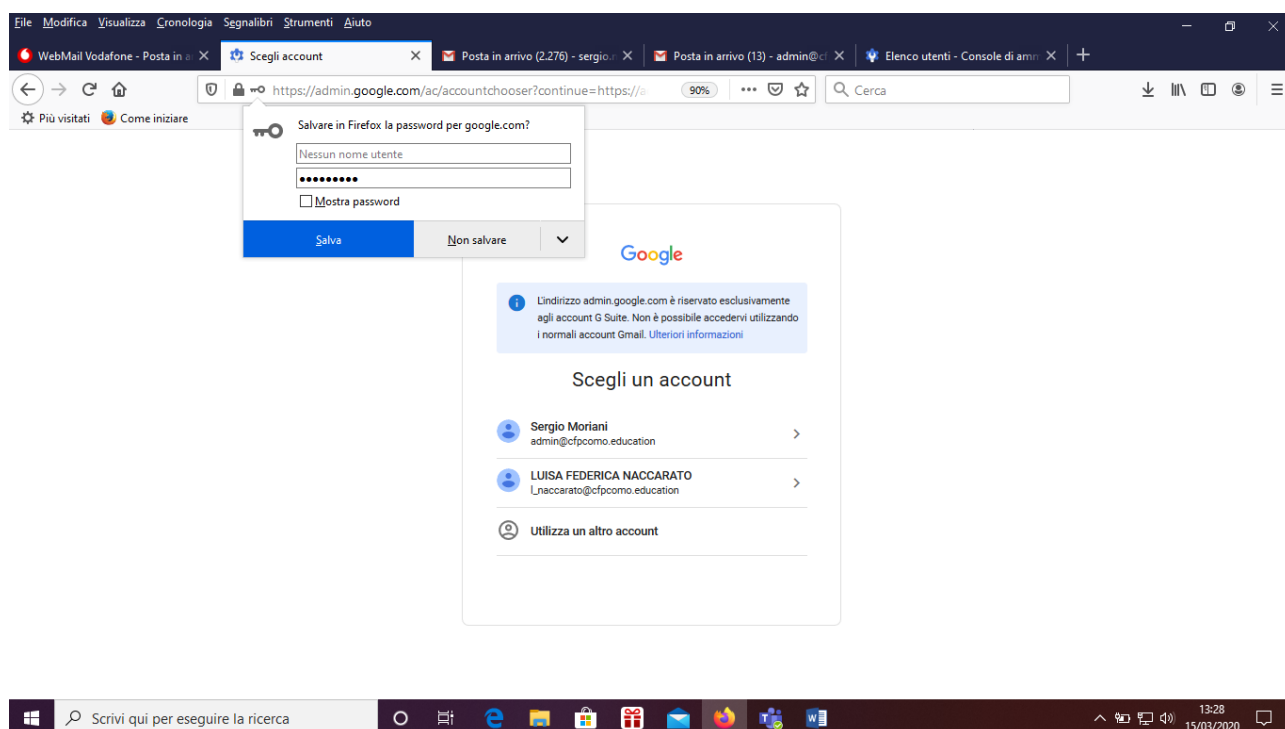 File Modifica Visualizza Cronologia Segnalibri Strumenti Aiuto
WebMail Vodafone - Posta in a
Scegli account
Posta in arrivo (2.276) - sergio.
Posta in arrivo (13) - admin@c
Elenco utenti - Console di am
https://admin.google.com/ac/accountchooser?continue=https://a
90%
Cerca
Più visitati Come iniziare
Salvare in Firefox la password per google.com?
Nessun nome utente
•••••••••
Mostra password
Salva
Non salvare
Google
L'indirizzo admin.google.com è riservato esclusivamente
agli account G Suite. Non è possibile accedervi utilizzando
i normali account Gmail. Ulteriori informazioni
Scegli un account
Sergio Moriani
admin@cfpcomo.education
LUISA FEDERICA NACCARATO
l_naccarato@cfpcomo.education
Utilizza un altro account
Scrivi qui per eseguire la ricerca
13:28
15/03/2020